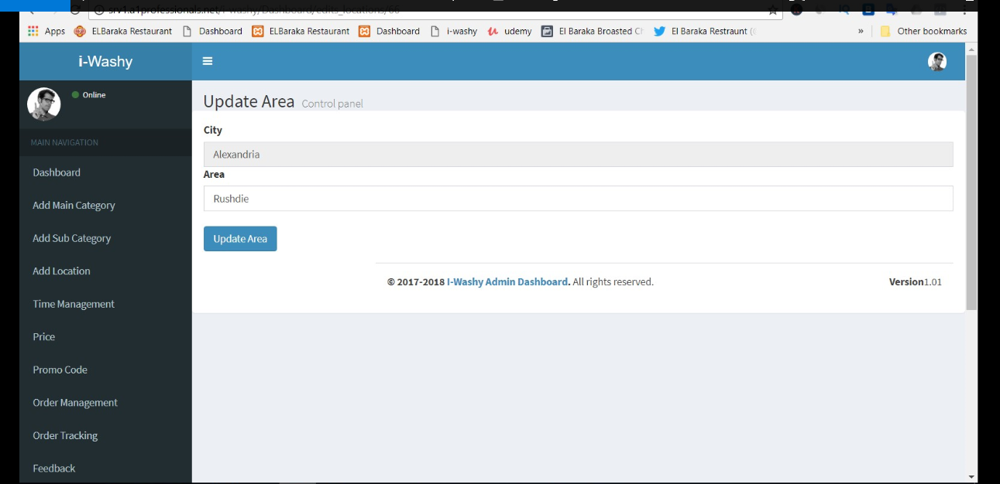 srv1.a1professionals.net/i-washy/Dashboard/edits_locations/66
Apps ELBaraka Restaurant Dashboard ELBaraka Restaurant Dashboard i-washy udemy El Baraka Broasted Ch El Baraka Restraunt ( » Other bookmarks
i-Washy
Online
Update Area Control panel
City
MAIN NAVIGATION
Alexandria
Area
Dashboard
Rushdie
Add Main Category
Add Sub Category
Update Area
Add Location
© 2017-2018 I-Washy Admin Dashboard. All rights reserved. Version1.01
Time Management
Price
Promo Code
Order Management
Order Tracking
Feedback